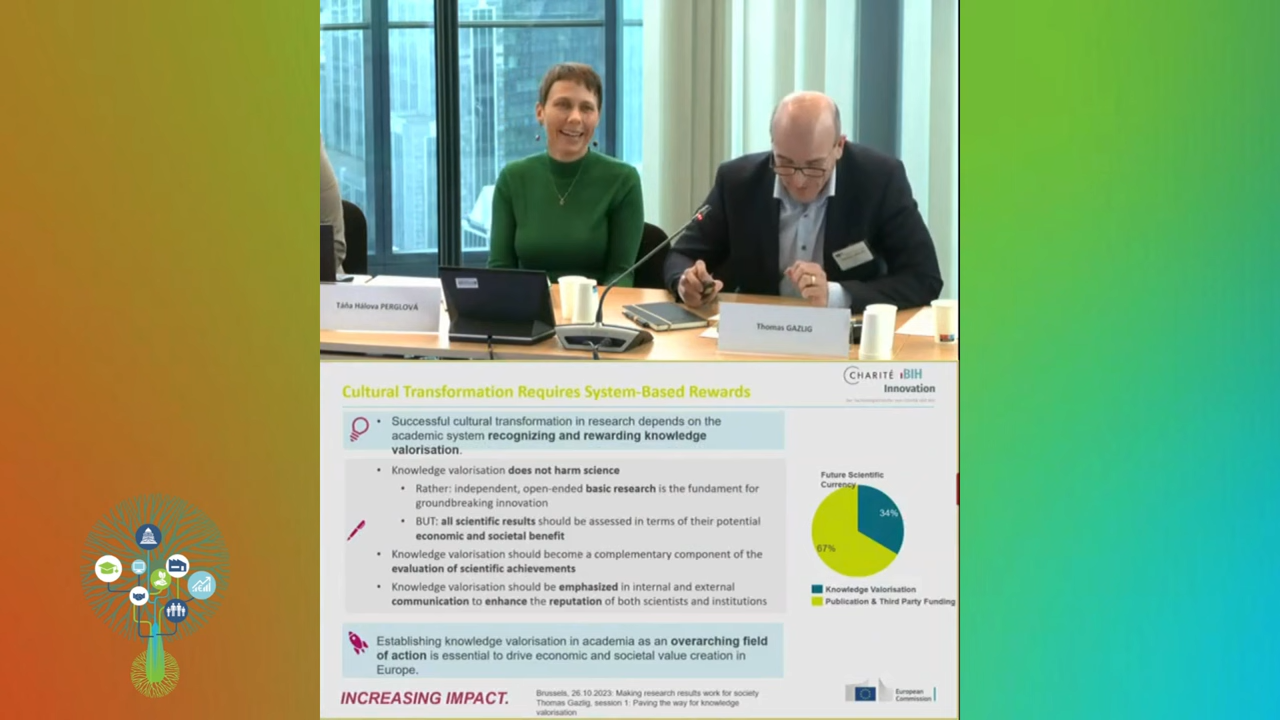 Táňa Hálova PERGLOVÁ
Thomas GAZLIG
CHARITÉ BIH
Innovation
Cultural Transformation Requires System-Based Rewards
• Successful cultural transformation in research depends on the
academic system recognizing and rewarding knowledge
valorisation.
• Knowledge valorisation does not harm science
• Rather: independent, open-ended basic research is the fundament for
groundbreaking innovation
• BUT: all scientific results should be assessed in terms of their potential
economic and societal benefit
• Knowledge valorisation should become a complementary component of the
evaluation of scientific achievements
• Knowledge valorisation should be emphasized in internal and external
communication to enhance the reputation of both scientists and institutions
Future Scientific
Currency
34%
67%
Knowledge Valorisation
Publication & Third Party Funding
Establishing knowledge valorisation in academia as an overarching field
of action is essential to drive economic and societal value creation in
Europe.
INCREASING IMPACT.
Brussels, 26.10.2023: Making research results work for society
Thomas Gazlig, session 1: Paving the way for knowledge
valorisation
European
Commission